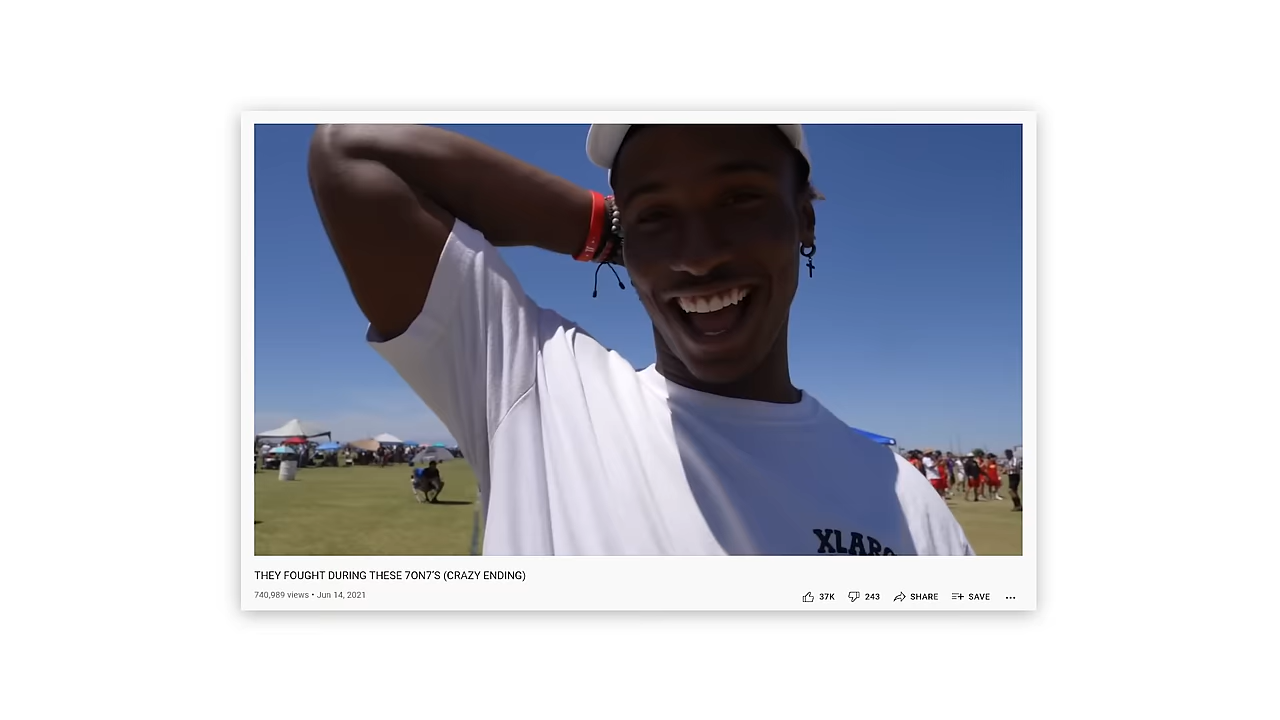 THEY FOUGHT DURING THESE 7ON7'S (CRAZY ENDING)
740,989 views • Jun 14, 2021
37K 243 SHARE SAVE